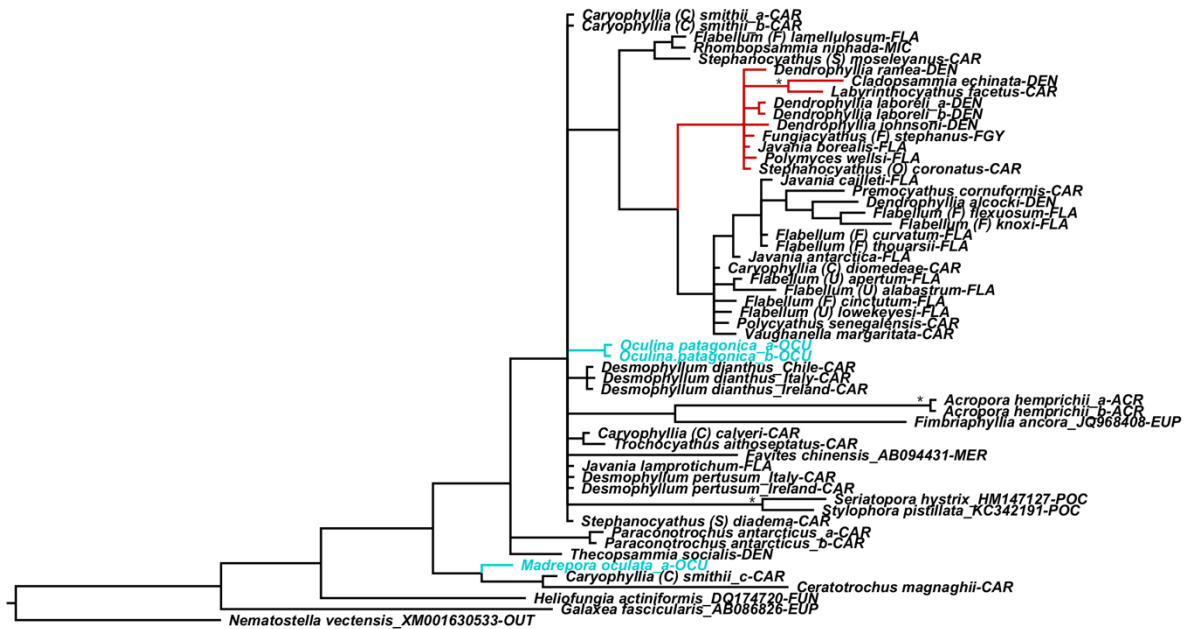 Caryophyllia (C) smithii_a-CAR
Caryophyllia (C) smithii_b-CAR
Flabellum (F) lamellulosum-FLA
Rhombopsammia niphada-MIC
Stephanocyathus (S) moseleyanus-CAR
Dendrophyllia ramea-DEN
* Cladopsammia echinata-DEN
Labyrinthocyathus facetus-CAR
Dendrophyllia laboreli_a-DEN
Dendrophyllia laboreli_b-DEN
Dendrophyllia johnsoni-DEN
Fungiacyathus (F) stephanus-FGY
Javania borealis-FLA
Polymyces wellsi-FLA
Stephanocyathus (O) coronatus-CAR
Javania cailleti-FLA
Premocyathus cornuformis-CAR
Dendrophyllia alcocki-DEN
Flabellum (F) flexuosum-FLA
Flabellum (F) knoxi-FLA
Flabellum (F) curvatum-FLA
Flabellum (F) thouarsii-FLA
Javania antarctica-FLA
Caryophyllia (C) diomedeae-CAR
Flabellum (U) apertum-FLA
Flabellum (U) alabastrum-FLA
Flabellum (F) cinctutum-FLA
Flabellum (U) lowekeyesi-FLA
Polycyathus senegalensis-CAR
Vaughanella margaritata-CAR
Oculina patagonica_a-OCU
Oculina.patagonica_b-OCU
Desmophyllum dianthus_Chile-CAR
Desmophyllum dianthus_Italy-CAR
Desmophyllum dianthus_Ireland-CAR
* Acropora hemprichii_a-ACR
Acropora hemprichii_b-ACR
Fimbriaphyllia ancora_JQ968408-EUP
Caryophyllia (C) calveri-CAR
Trochocyathus aithoseptatus-CAR
Favites chinensis_AB094431-MER
Javania lamprotichum-FLA
Desmophyllum pertusum_Italy-CAR
Desmophyllum pertusum_Ireland-CAR
* Seriatopora hystrix_HM147127-POC
Stylophora pistillata_KC342191-POC
Stephanocyathus (S) diadema-CAR
Paraconotrochus antarcticus_a-CAR
Paraconotrochus antarcticus_b-CAR
Thecopsammia socialis-DEN
Madrepora oculata_a-OCU
Caryophyllia (C) smithii_c-CAR
Ceratotrochus magnaghii-CAR
Heliofungia actiniformis_DQ174720-FUN
Galaxea fascicularis_AB086826-EUP
Nematostella vectensis_XM001630533-OUT